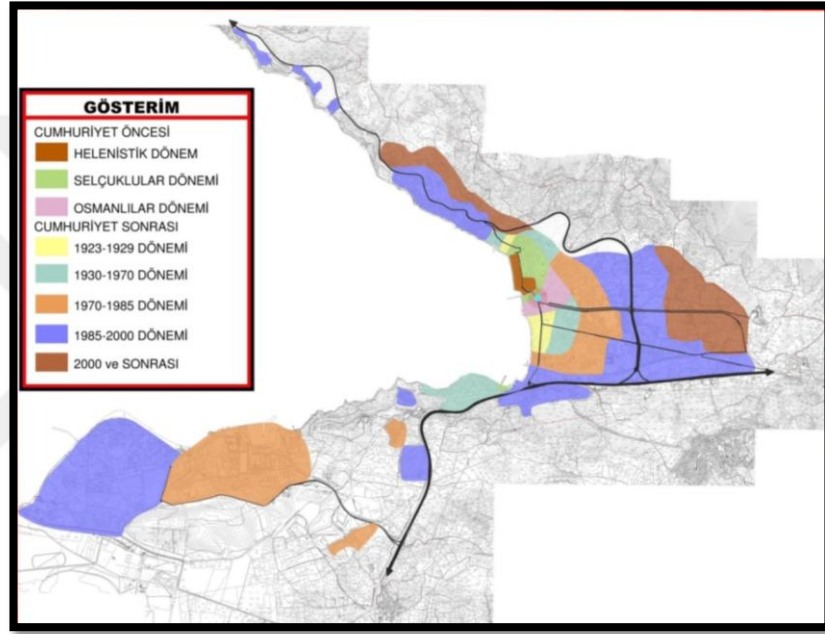 GÖSTERİM
CUMHURİYET ÖNCESİ
HELENİSTİK DÖNEM
SELÇUKLULAR DÖNEMİ
OSMANLILAR DÖNEMİ
CUMHURİYET SONRASI
1923-1929 DÖNEMİ
1930-1970 DÖNEMİ
1970-1985 DÖNEMİ
1985-2000 DÖNEMİ
2000 ve SONRASI